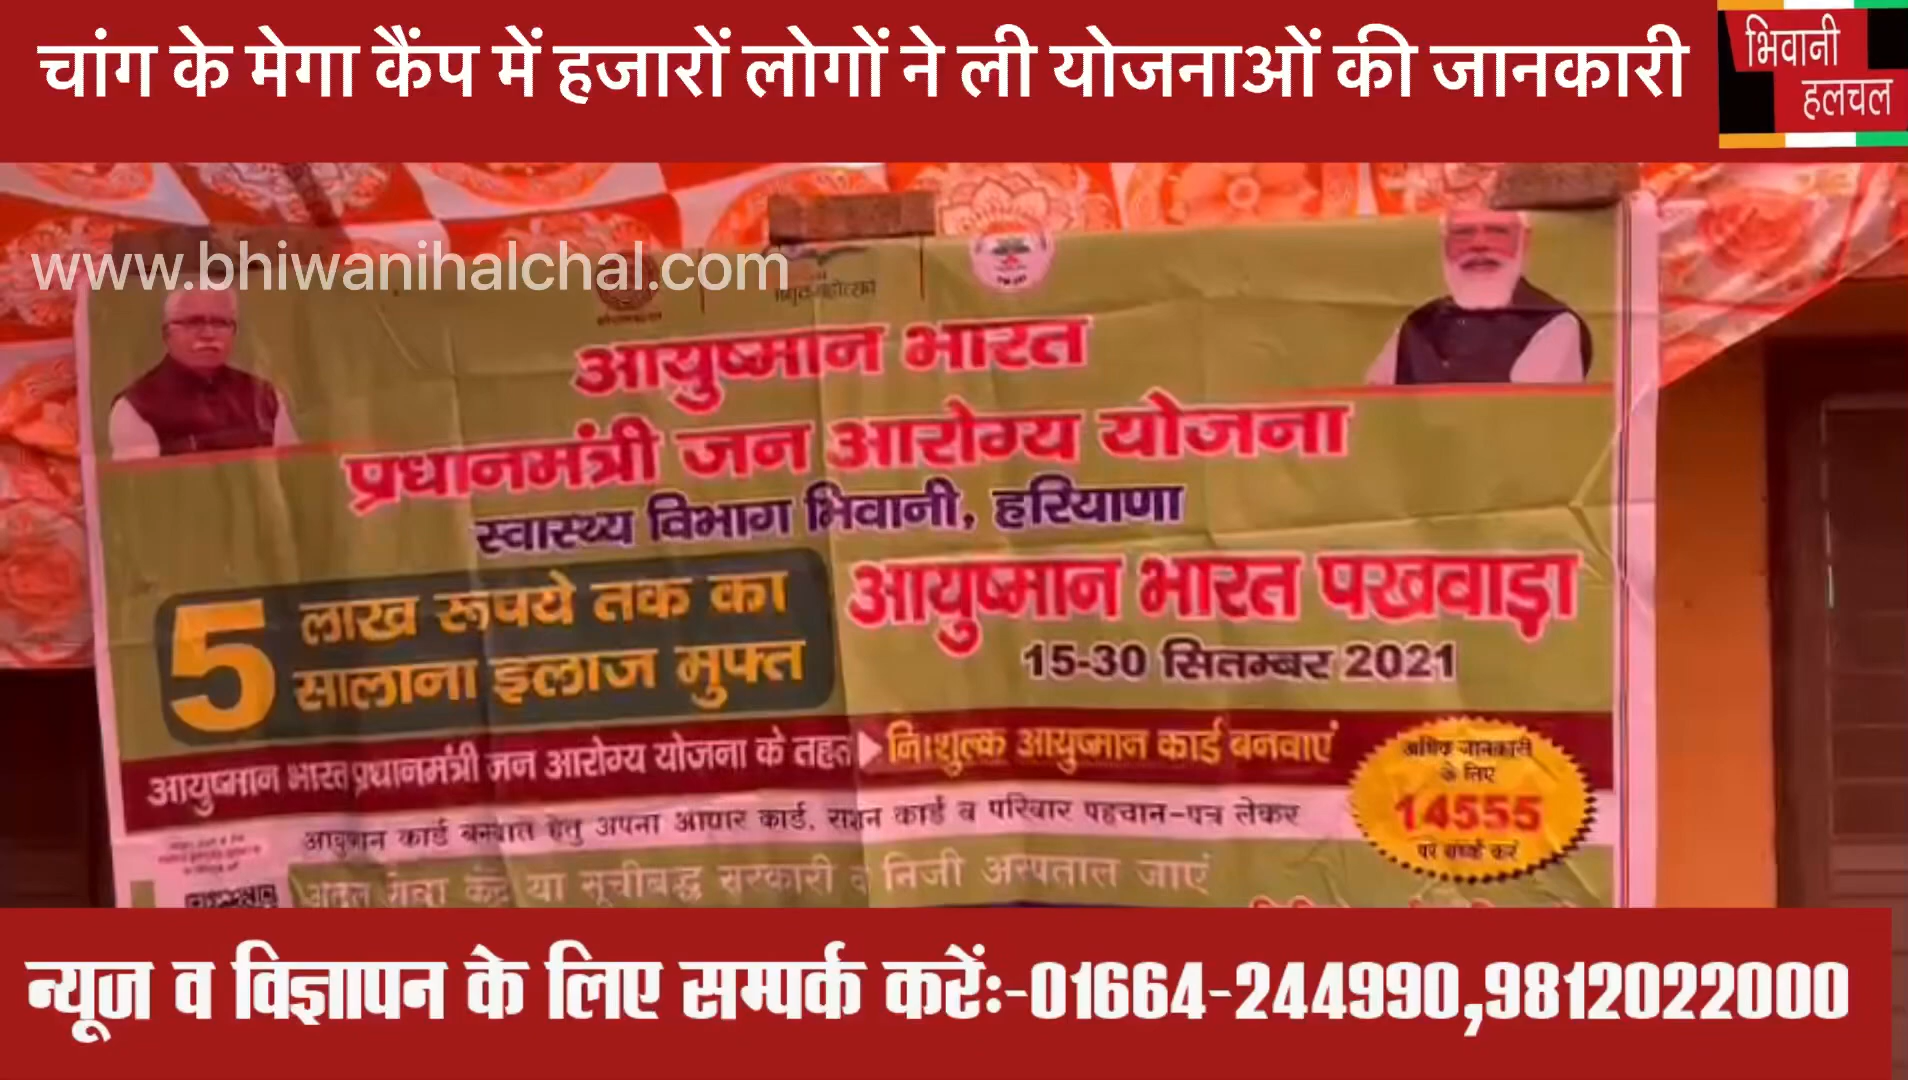 चांग के मेगा कैंप में हजारों लोगों ने ली योजनाओं की जानकारी
भिवानी
हलचल
www.bhiwanihalchal.com
आयुष्मान भारत
प्रधानमंत्री जन आरोग्य योजना
स्वास्थ्य विभाग भिवानी, हरियाणा
5 लाख रूपये तक का
सालाना इलाज मुफ्त
आयुष्मान भारत पखवाड़ा
15-30 सितम्बर 2021
आयुष्मान भारत प्रधानमंत्री जन आरोग्य योजना के तहत निःशुल्क आयुष्मान कार्ड बनवाएं
अधिक जानकारी
के लिए
14555
पर सम्पर्क करें
हेतु अपना आधार कार्ड, राशन कार्ड व परिवार पहचान-पत्र लेकर
या सूचीबद्ध सरकारी व निजी अस्पताल जाएं
न्यूज व विज्ञापन के लिए सम्पर्क करेंः-01664-244990,9812022000